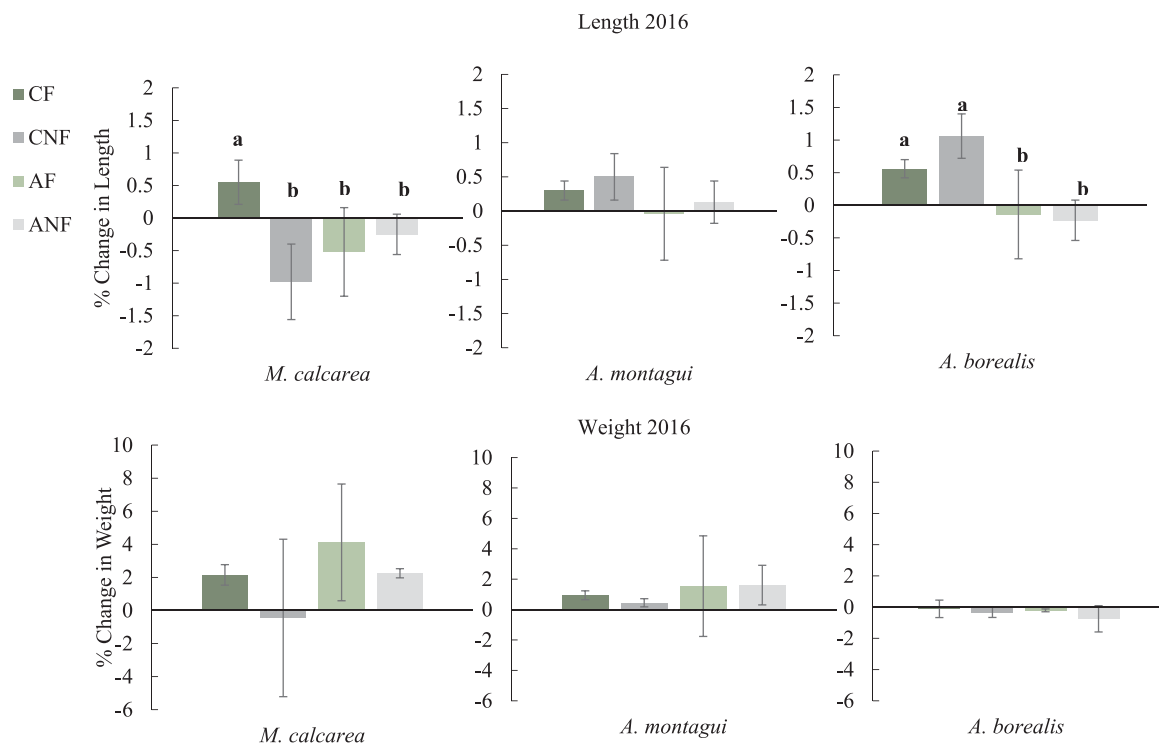 Length 2016
CF
CNF
AF
ANF
% Change in Length
2
1.5
1
0.5
0
-0.5
-1
-1.5
-2
a
b
b
b
M. calcarea
2
1.5
1
0.5
0
-0.5
-1
-1.5
-2
A. montagui
2
1.5
1
0.5
0
-0.5
-1
-1.5
-2
a
a
b
b
A. borealis
Weight 2016
% Change in Weight
10
8
6
4
2
0
-2
-4
-6
M. calcarea
10
8
6
4
2
0
-2
-4
-6
A. montagui
10
8
6
4
2
0
-2
-4
-6
A. borealis